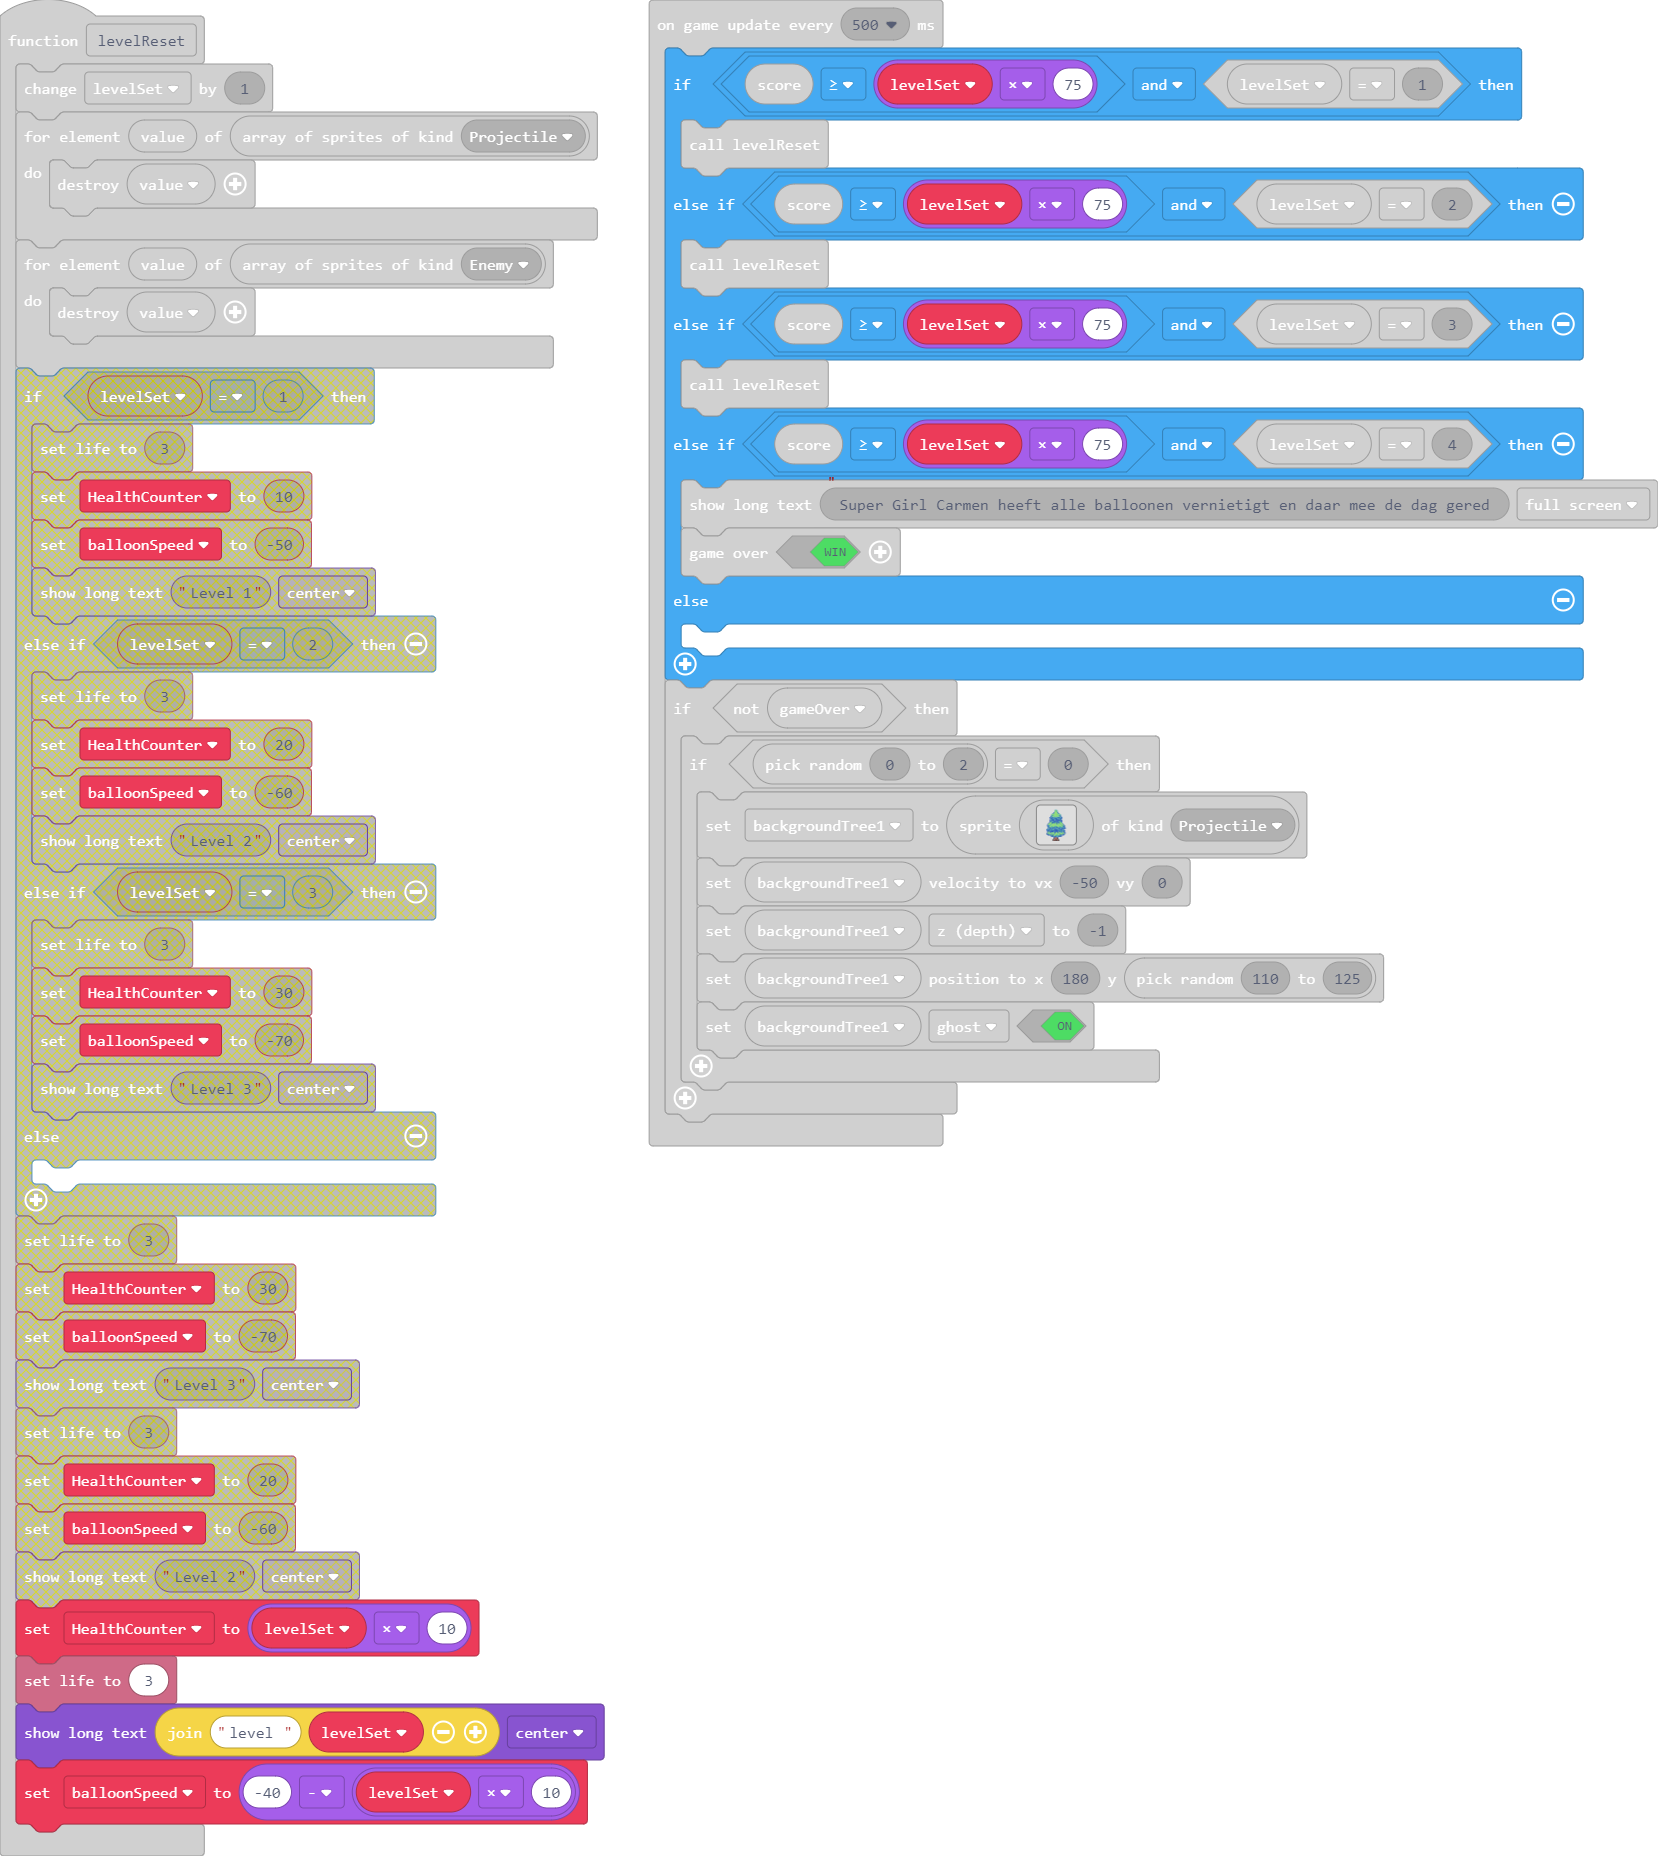 function levelReset
change levelSet by 1
for element value of array of sprites of kind Projectile
do
destroy value
for element value of array of sprites of kind Enemy
do
destroy value
if levelSet = 1 then
set life to 3
set HealthCounter to 10
set balloonSpeed to -50
show long text "Level 1" center
else if levelSet = 2 then
set life to 3
set HealthCounter to 20
set balloonSpeed to -60
show long text "Level 2" center
else if levelSet = 3 then
set life to 3
set HealthCounter to 30
set balloonSpeed to -70
show long text "Level 3" center
else
set life to 3
set HealthCounter to 30
set balloonSpeed to -70
show long text "Level 3" center
set life to 3
set HealthCounter to 20
set balloonSpeed to -60
show long text "Level 2" center
set HealthCounter to levelSet × 10
set life to 3
show long text join "level " levelSet center
set balloonSpeed to -40 - levelSet × 10
on game update every 500 ms
if score ≥ levelSet × 75 and levelSet = 1 then
call levelReset
else if score ≥ levelSet × 75 and levelSet = 2 then
call levelReset
else if score ≥ levelSet × 75 and levelSet = 3 then
call levelReset
else if score ≥ levelSet × 75 and levelSet = 4 then
show long text " Super Girl Carmen heeft alle balloonen vernietigt en daar mee de dag gered full screen
game over WIN
else
if not gameOver then
if pick random 0 to 2 = 0 then
set backgroundTree1 to sprite of kind Projectile
set backgroundTree1 velocity to vx -50 vy 0
set backgroundTree1 z (depth) to -1
set backgroundTree1 position to x 180 y pick random 110 to 125
set backgroundTree1 ghost ON